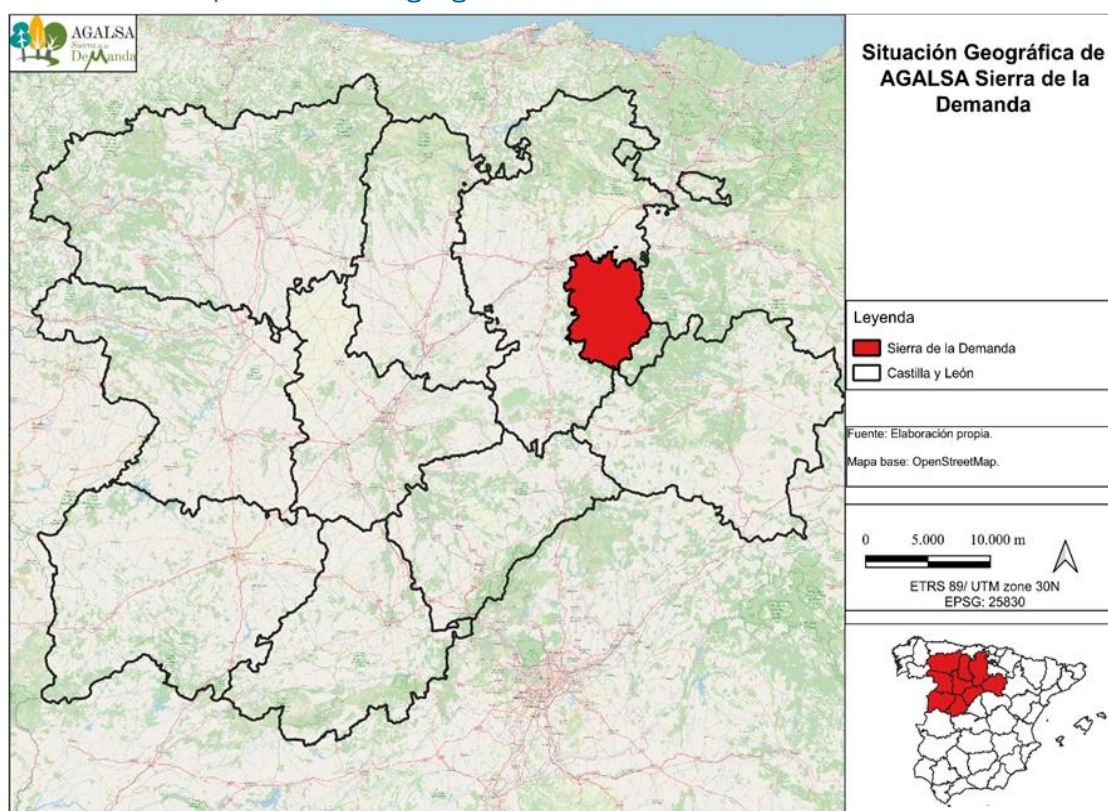 AGALSA
Sierra de la
DeManda
Situación Geográfica de
AGALSA Sierra de la
Demanda
Leyenda
Sierra de la Demanda
Castilla y León
Fuente: Elaboración propia.
Mapa base: OpenStreetMap.
0 5.000 10.000 m
ETRS 89/ UTM zone 30N
EPSG: 25830